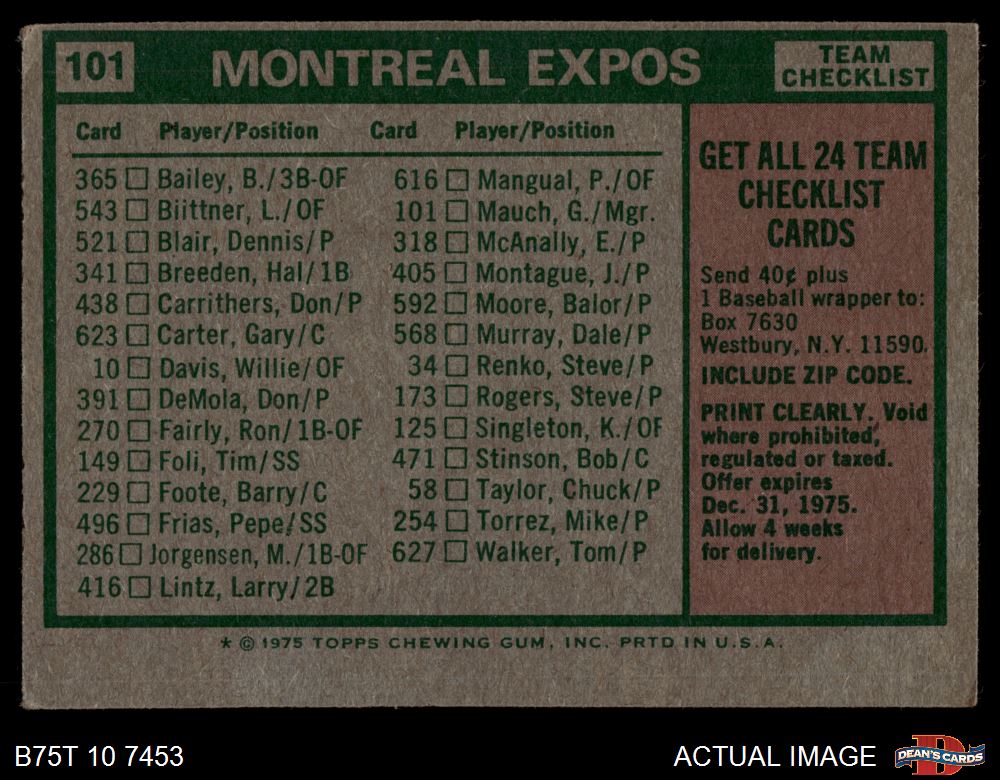 101
MONTREAL EXPOS
TEAM
CHECKLIST
Card Player/Position Card Player/Position
365 Bailey, B./3B-OF
543 Biittner, L./OF
521 Blair, Dennis/P
341 Breeden, Hal/1B
438 Carrithers, Don/P
623 Carter, Gary/C
10 Davis, Willie/OF
391 DeMola, Don/P
270 Fairly, Ron/1B-OF
149 Foli, Tim/SS
229 Foote, Barry/C
496 Frias, Pepe/SS
286 Jorgensen, M./1B-OF
416 Lintz, Larry/2B
616 Mangual, P./OF
101 Mauch, G./Mgr.
318 McAnally, E./P
405 Montague, J./P
592 Moore, Balor/P
568 Murray, Dale/P
34 Renko, Steve/P
173 Rogers, Steve/P
125 Singleton, K./OF
471 Stinson, Bob/C
58 Taylor, Chuck/P
254 Torrez, Mike/P
627 Walker, Tom/P
GET ALL 24 TEAM
CHECKLIST
CARDS
Send 40¢ plus
1 Baseball wrapper to:
Box 7630
Westbury, N.Y. 11590.
INCLUDE ZIP CODE.
PRINT CLEARLY. Void
where prohibited,
regulated or taxed.
Offer expires
Dec. 31, 1975.
Allow 4 weeks
for delivery.
* © 1975 TOPPS CHEWING GUM, INC. PRTD IN U.S.A.
B75T 10 7453
ACTUAL IMAGE
D
DEAN'S CARDS